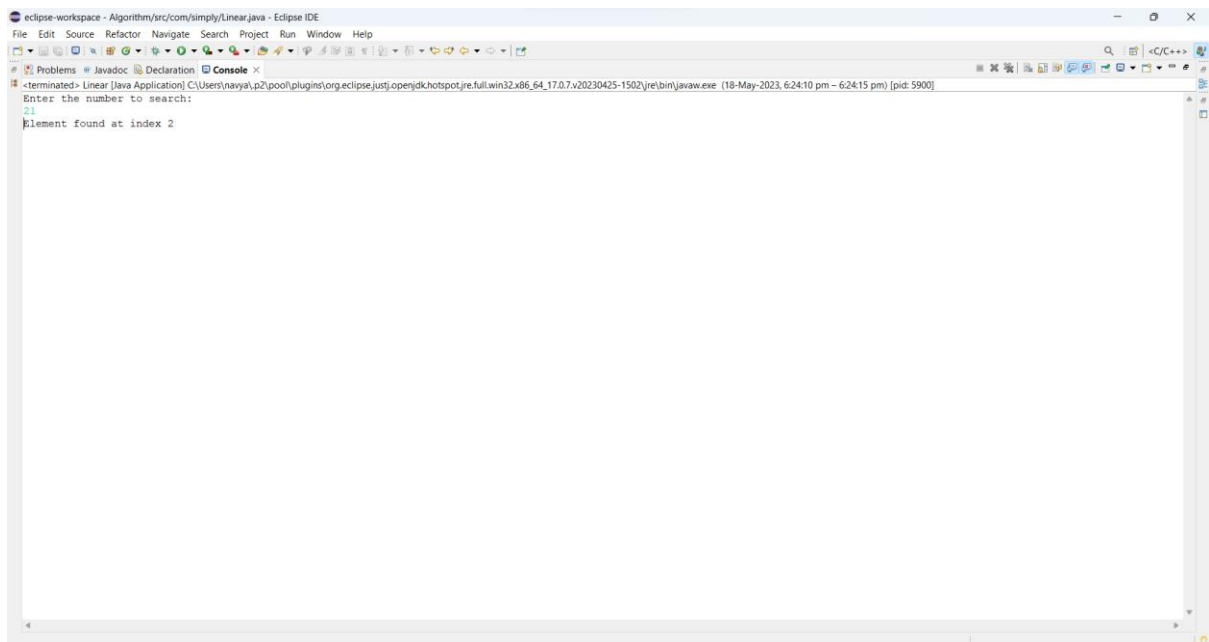 eclipse-workspace - Algorithm/src/com/simply/Linear.java - Eclipse IDE
File Edit Source Refactor Navigate Search Project Run Window Help
<C/C++>
Problems Javadoc Declaration Console
<terminated> Linear [Java Application] C:\Users\navya\.p2\pool\plugins\org.eclipse.justj.openjdk.hotspot.jre.full.win32.x86_64_17.0.7.v20230425-1502\jre\bin\javaw.exe (18-May-2023, 6:24:10 pm – 6:24:15 pm) [pid: 5900]
Enter the number to search:
21
Element found at index 2